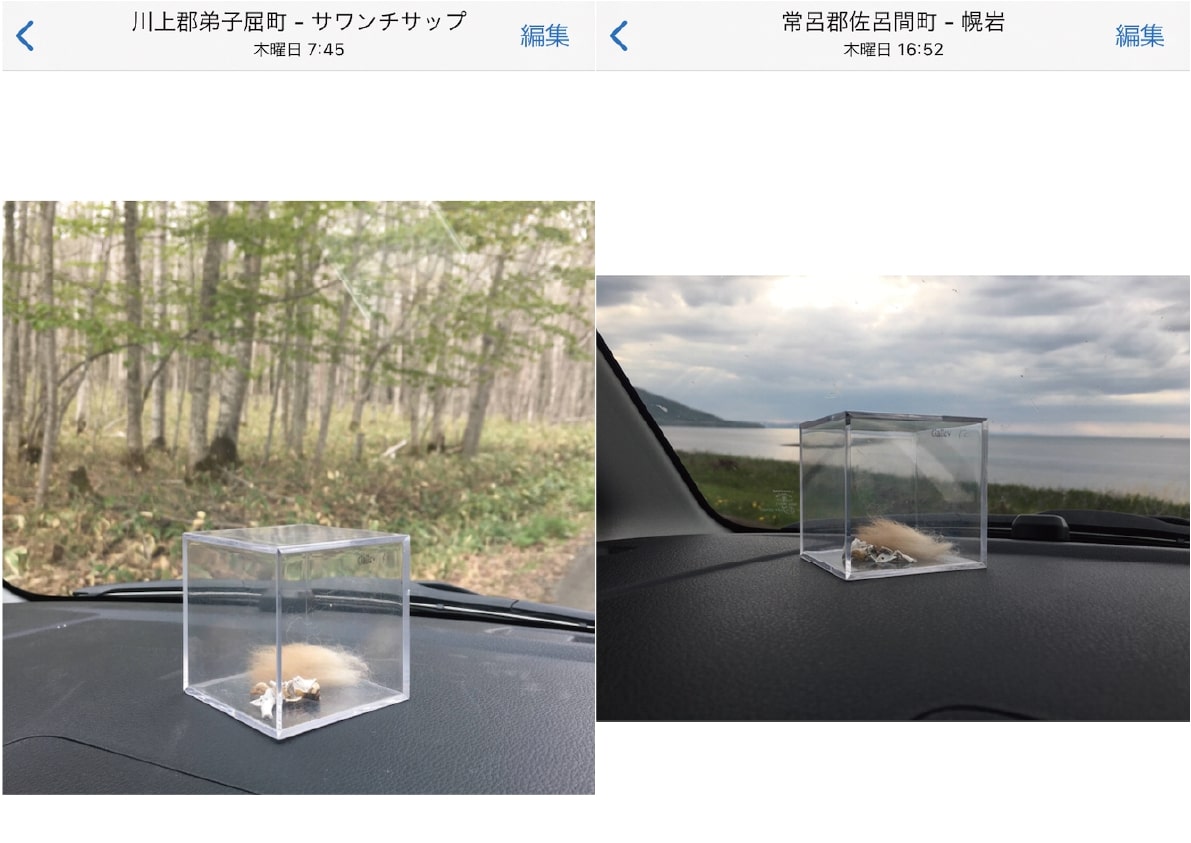 川上郡弟子屈町 – サワンチサップ
木曜日 7:45
編集
常呂郡佐呂間町 – 幌岩
木曜日 16:52
編集